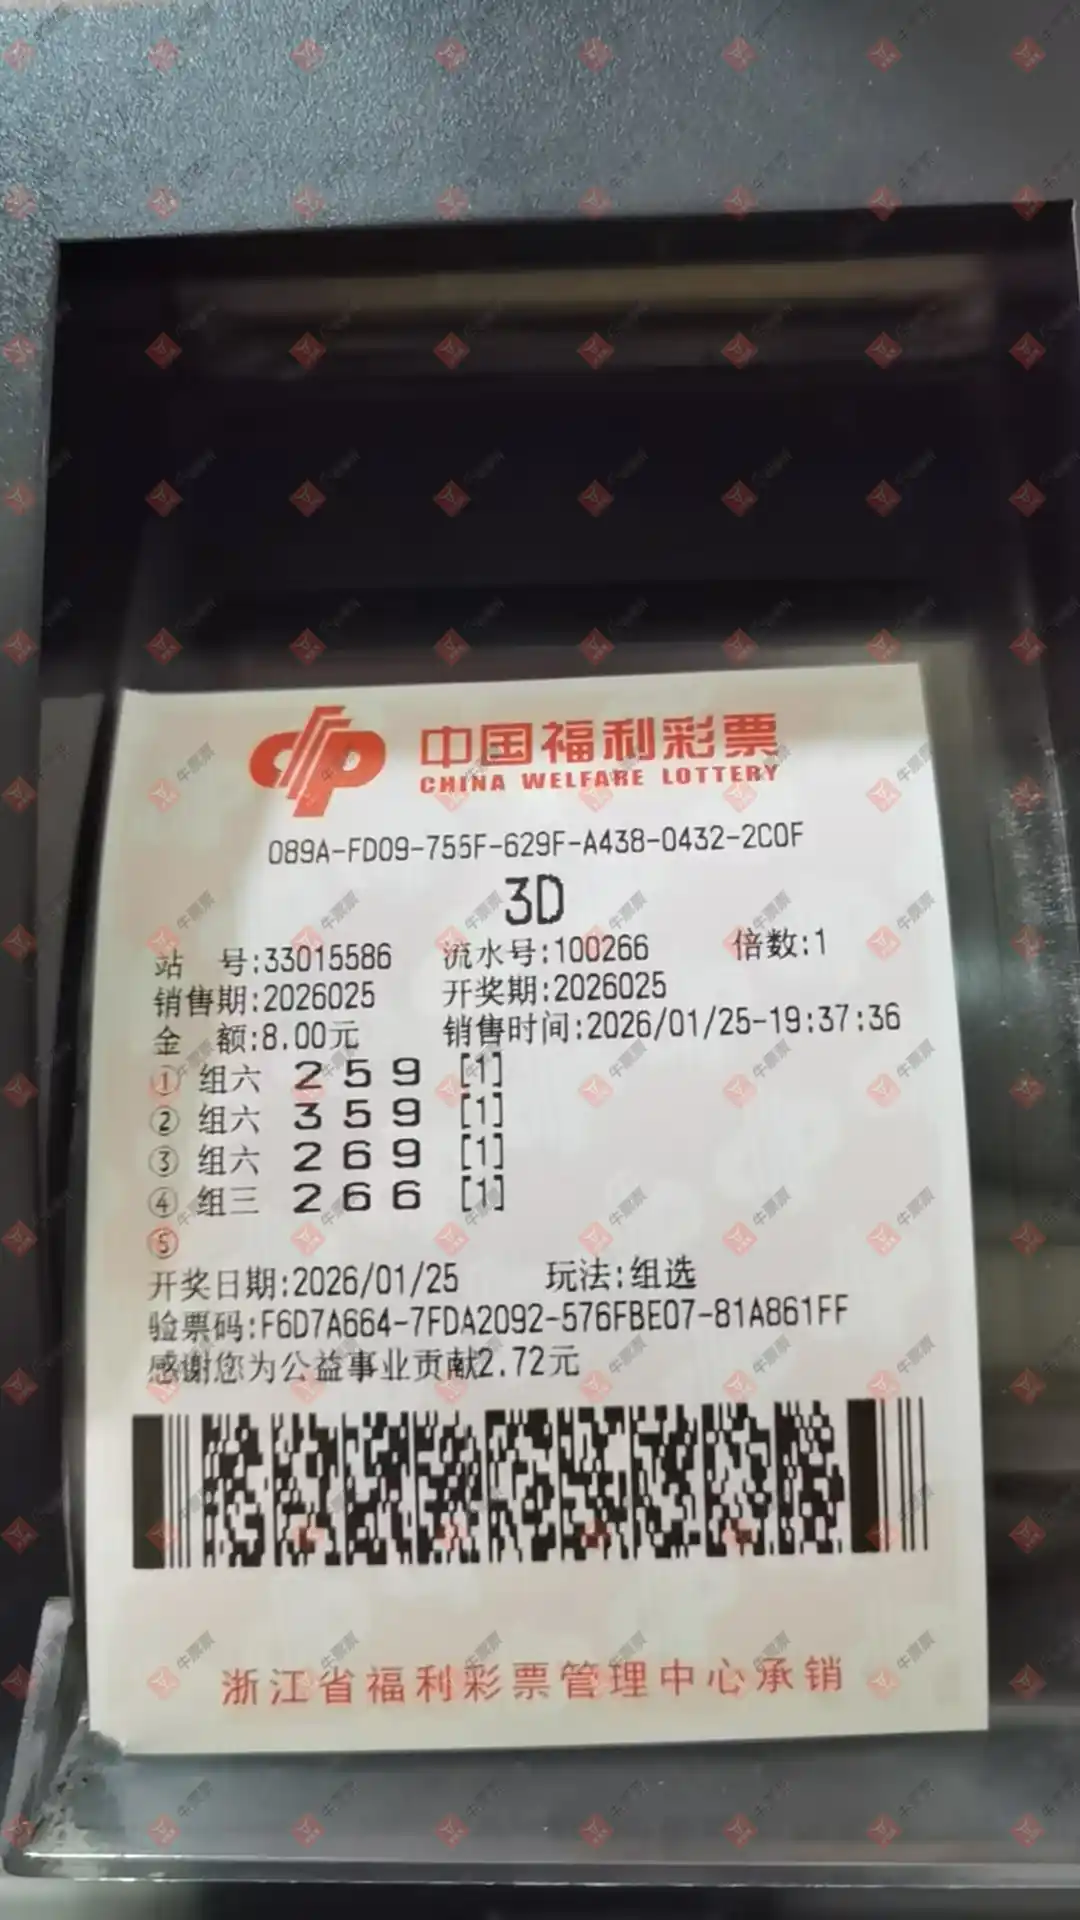 中国福利彩票
CHINA WELFARE LOTTERY
089A-FD09-755F-629F-A438-0432-2C0F
3D
站 号:33015586 流水号:100266 倍数:1
销售期:2026025 开奖期:2026025
金 额:8.00元 销售时间:2026/01/25-19:37:36
① 组六 2 5 9 [1]
② 组六 3 5 9 [1]
③ 组六 2 6 9 [1]
④ 组三 2 6 6 [1]
⑤
开奖日期:2026/01/25 玩法:组选
验票码:F6D7A664-7FDA2092-576FBE07-81A861FF
感谢您为公益事业贡献2.72元
浙江省福利彩票管理中心承销
牛票票